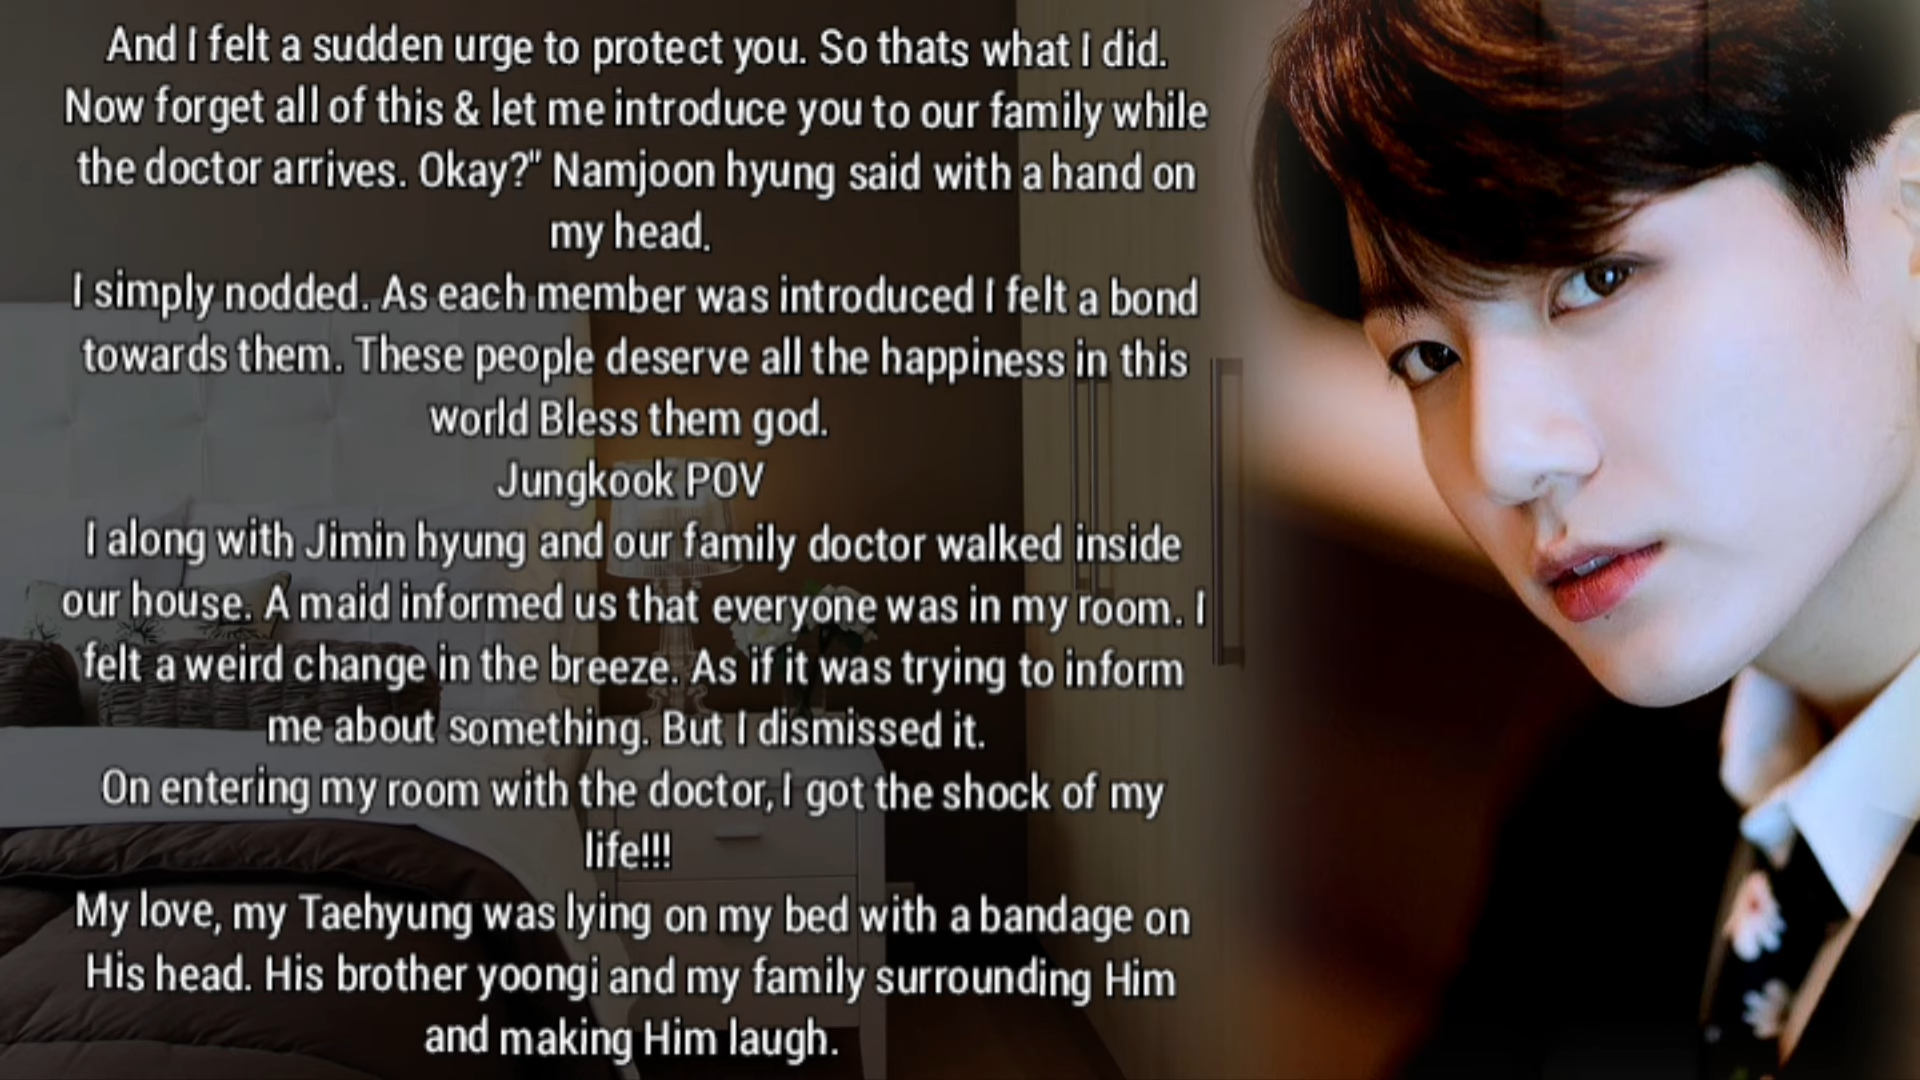 And I felt a sudden urge to protect you. So thats what I did.
Now forget all of this & let me introduce you to our family while
the doctor arrives. Okay?" Namjoon hyung said with a hand on
my head.
I simply nodded. As each member was introduced I felt a bond
towards them. These people deserve all the happiness in this
world Bless them god.
Jungkook POV
I along with Jimin hyung and our family doctor walked inside
our house. A maid informed us that everyone was in my room. I
felt a weird change in the breeze. As if it was trying to inform
me about something. But I dismissed it.
On entering my room with the doctor, I got the shock of my
life!!!
My love, my Taehyung was lying on my bed with a bandage on
His head. His brother yoongi and my family surrounding Him
and making Him laugh.